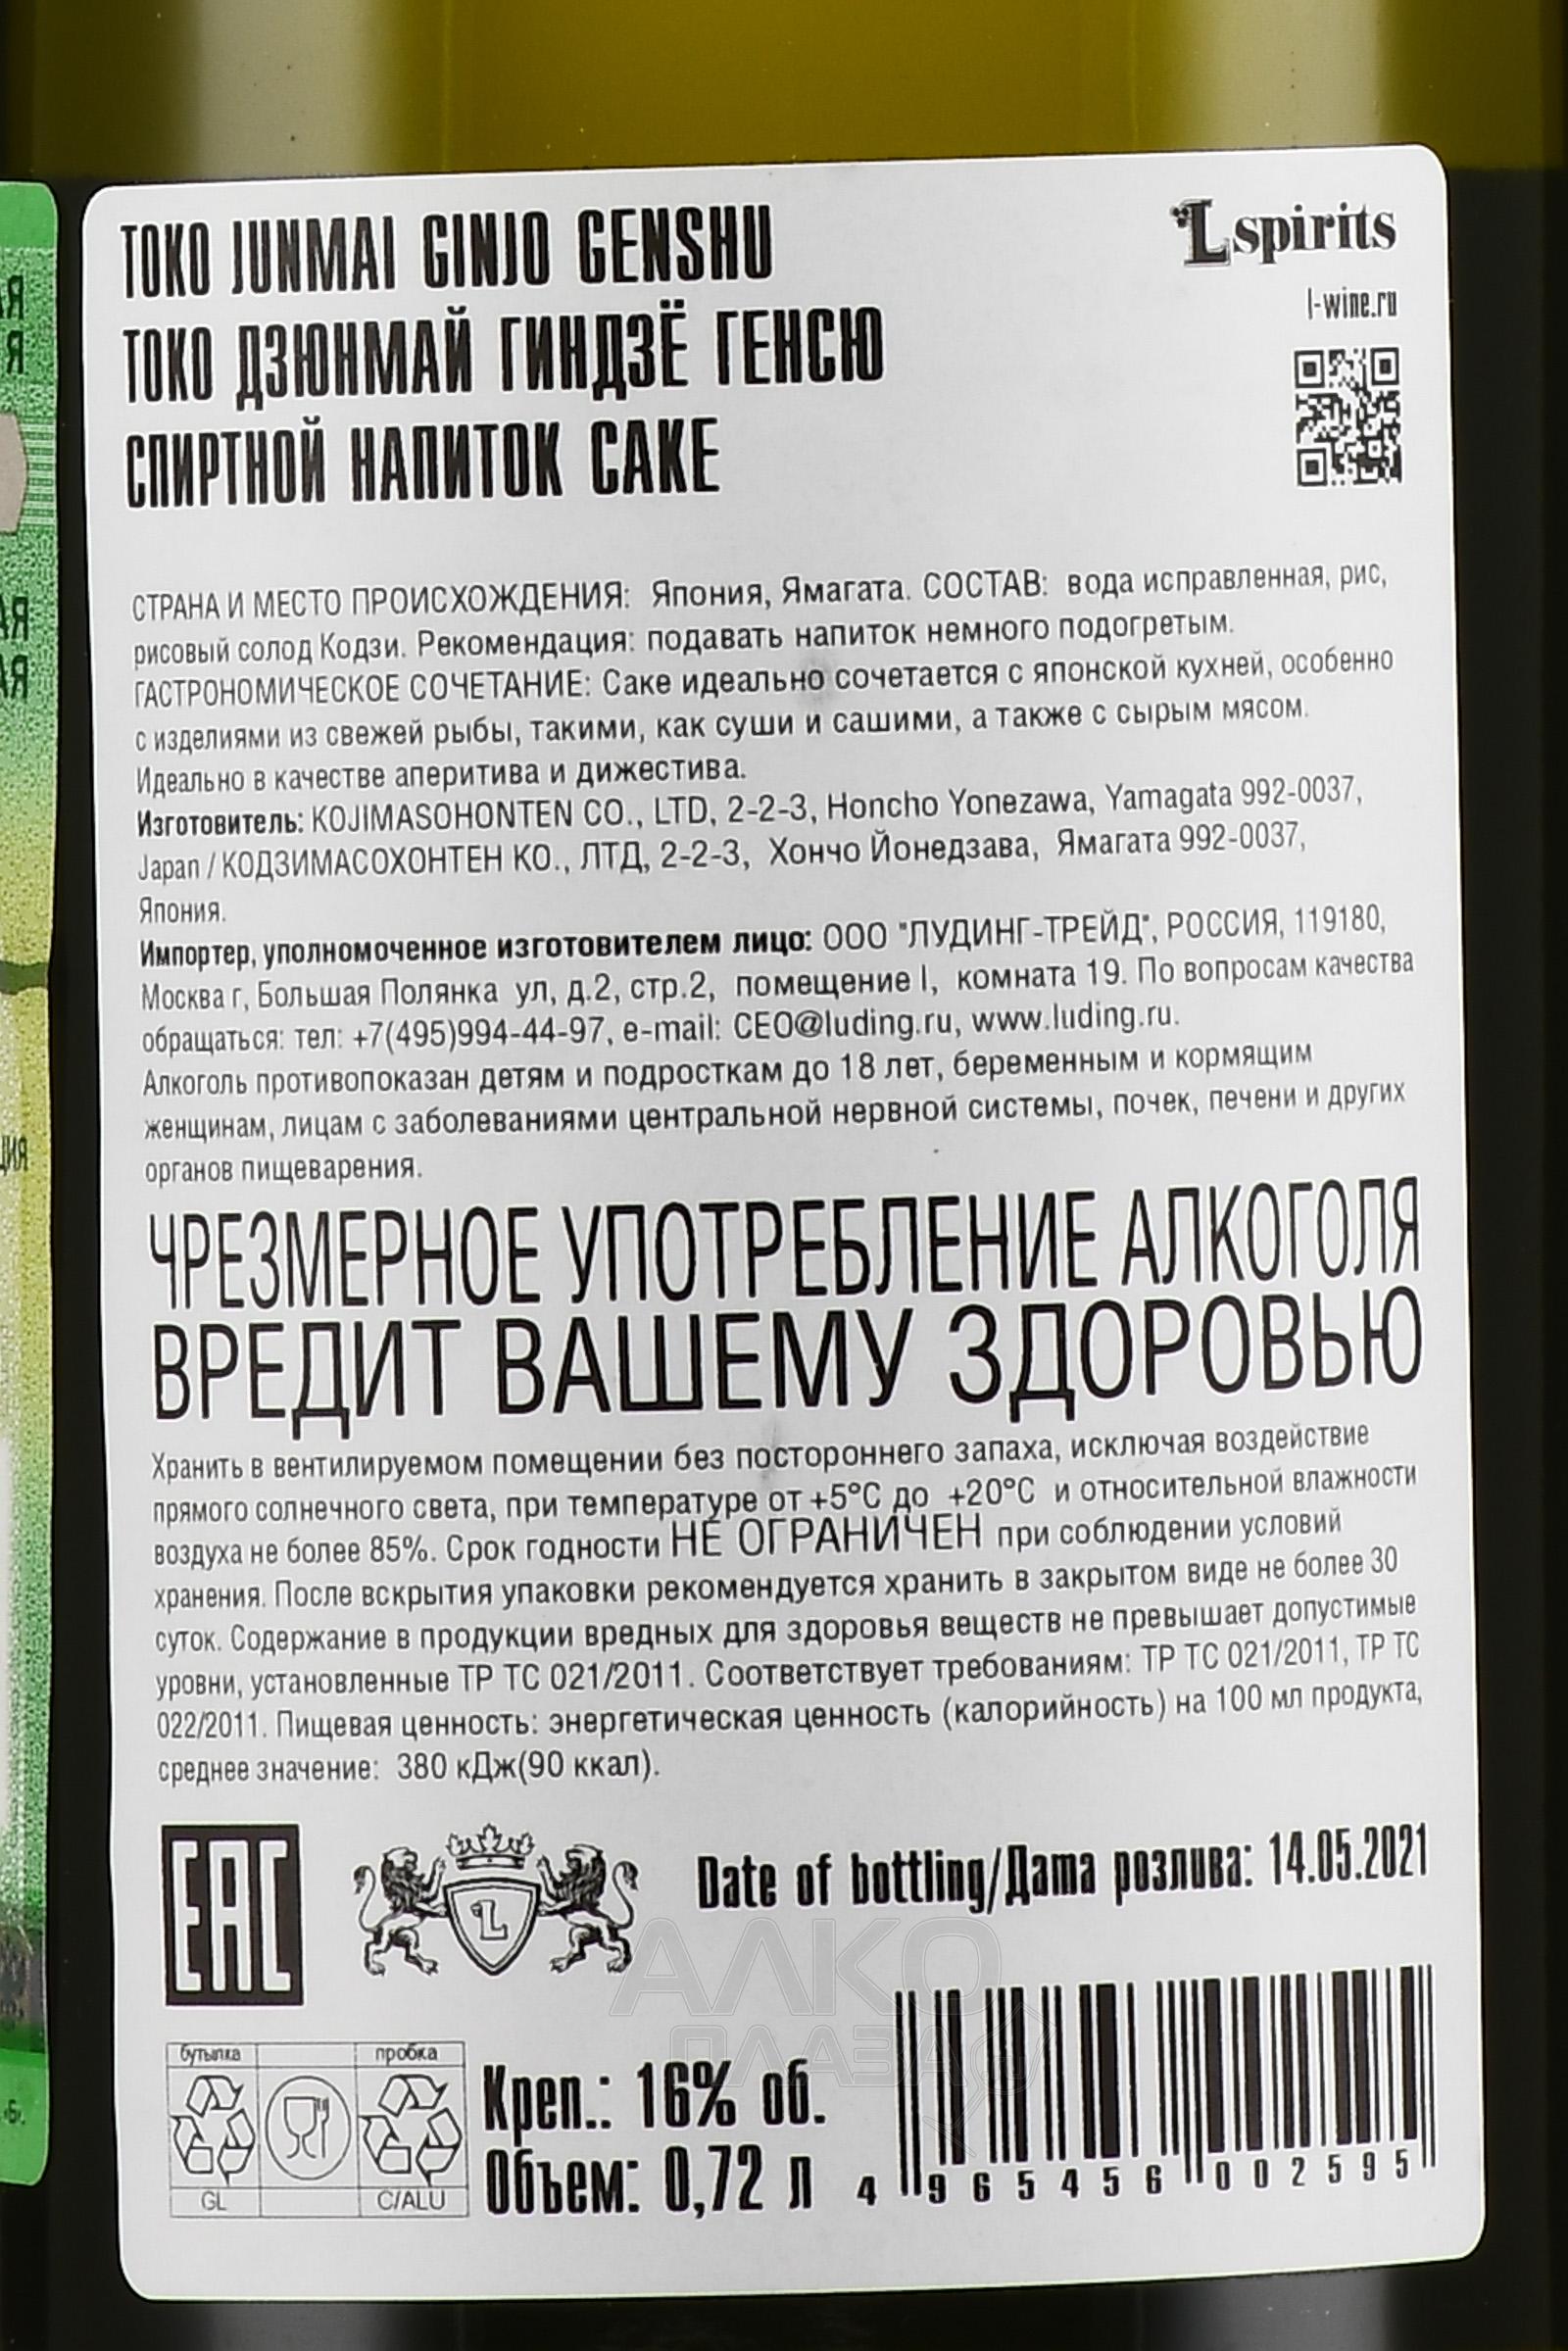 TOKO JUNMAI GINJO GENSHU
ТОКО ДЗЮНМАЙ ГИНДЗЁ ГЕНСЮ
СПИРТНОЙ НАПИТОК САКЕ
L spirits
l-wine.ru
СТРАНА И МЕСТО ПРОИСХОЖДЕНИЯ: Япония, Ямагата. СОСТАВ: вода исправленная, рис,
рисовый солод Кодзи. Рекомендация: подавать напиток немного подогретым.
ГАСТРОНОМИЧЕСКОЕ СОЧЕТАНИЕ: Саке идеально сочетается с японской кухней, особенно
с изделиями из свежей рыбы, такими, как суши и сашими, а также с сырым мясом.
Идеально в качестве аперитива и дижестива.
Изготовитель: KOJIMASOHONTEN CO., LTD, 2-2-3, Honcho Yonezawa, Yamagata 992-0037,
Japan / КОДЗИМАСОХОНТЕН КО., ЛТД, 2-2-3, Хончо Йонедзава, Ямагата 992-0037,
Япония.
Импортер, уполномоченное изготовителем лицо: ООО "ЛУДИНГ-ТРЕЙД", РОССИЯ, 119180,
Москва г, Большая Полянка ул, д.2, стр.2, помещение I, комната 19. По вопросам качества
обращаться: тел: +7(495)994-44-97, e-mail: CEO@luding.ru, www.luding.ru.
Алкоголь противопоказан детям и подросткам до 18 лет, беременным и кормящим
женщинам, лицам с заболеваниями центральной нервной системы, почек, печени и других
органов пищеварения.
ЧРЕЗМЕРНОЕ УПОТРЕБЛЕНИЕ АЛКОГОЛЯ
ВРЕДИТ ВАШЕМУ ЗДОРОВЬЮ
Хранить в вентилируемом помещении без постороннего запаха, исключая воздействие
прямого солнечного света, при температуре от +5°С до +20°С и относительной влажности
воздуха не более 85%. Срок годности НЕ ОГРАНИЧЕН при соблюдении условий
хранения. После вскрытия упаковки рекомендуется хранить в закрытом виде не более 30
суток. Содержание в продукции вредных для здоровья веществ не превышает допустимые
уровни, установленные ТР ТС 021/2011. Соответствует требованиям: ТР ТС 021/2011, ТР ТС
022/2011. Пищевая ценность: энергетическая ценность (калорийность) на 100 мл продукта,
среднее значение: 380 кДж(90 ккал).
EAC
L
Date of bottling/Дата розлива: 14.05.2021
АЛКО
ПЛАЗА
бутылка пробка
GL C/ALU
Креп.: 16% об.
Объем: 0,72 л
4 965456 002595